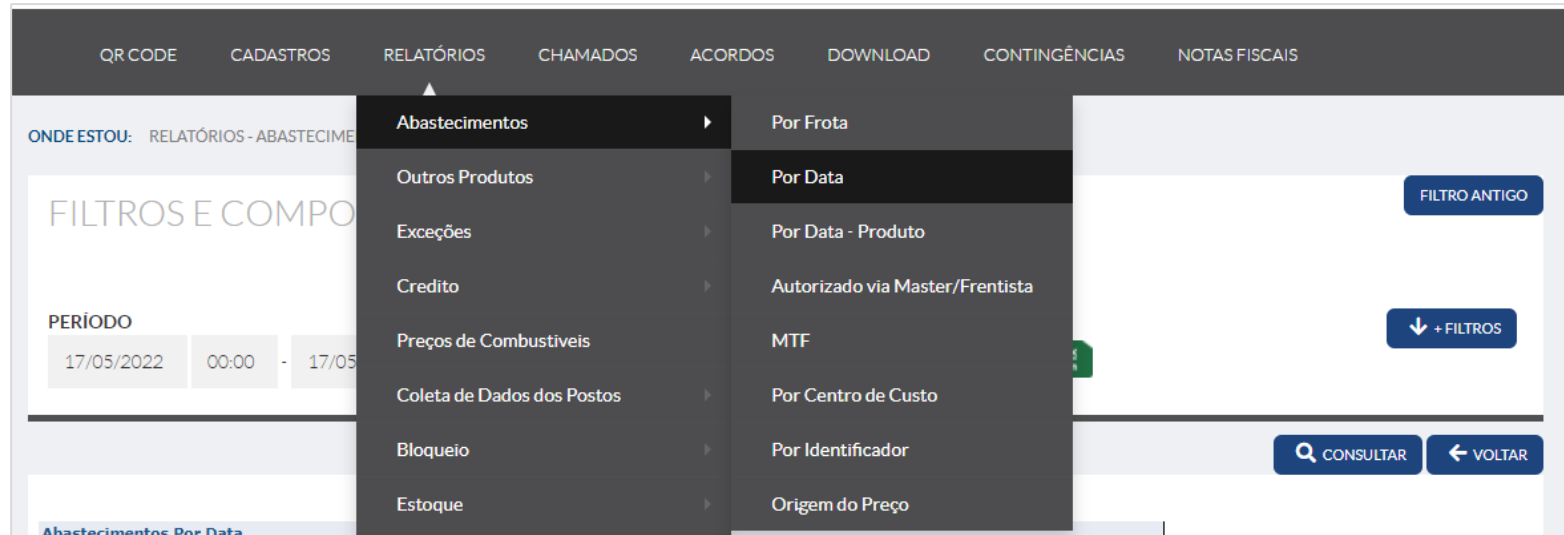 QR CODE CADASTROS RELATÓRIOS CHAMADOS ACORDOS DOWNLOAD CONTINGÊNCIAS NOTAS FISCAIS
ONDE ESTOU: RELATÓRIOS - ABASTECIME
Abastecimentos
Outros Produtos
Exceções
Credito
Preços de Combustiveis
Coleta de Dados dos Postos
Bloqueio
Estoque
Por Frota
Por Data
Por Data - Produto
Autorizado via Master/Frentista
MTF
Por Centro de Custo
Por Identificador
Origem do Preço
FILTROS E COMPO
FILTRO ANTIGO
PERÍODO
17/05/2022 00:00 - 17/05
+ FILTROS
CONSULTAR VOLTAR
Abastecimentos Por Data